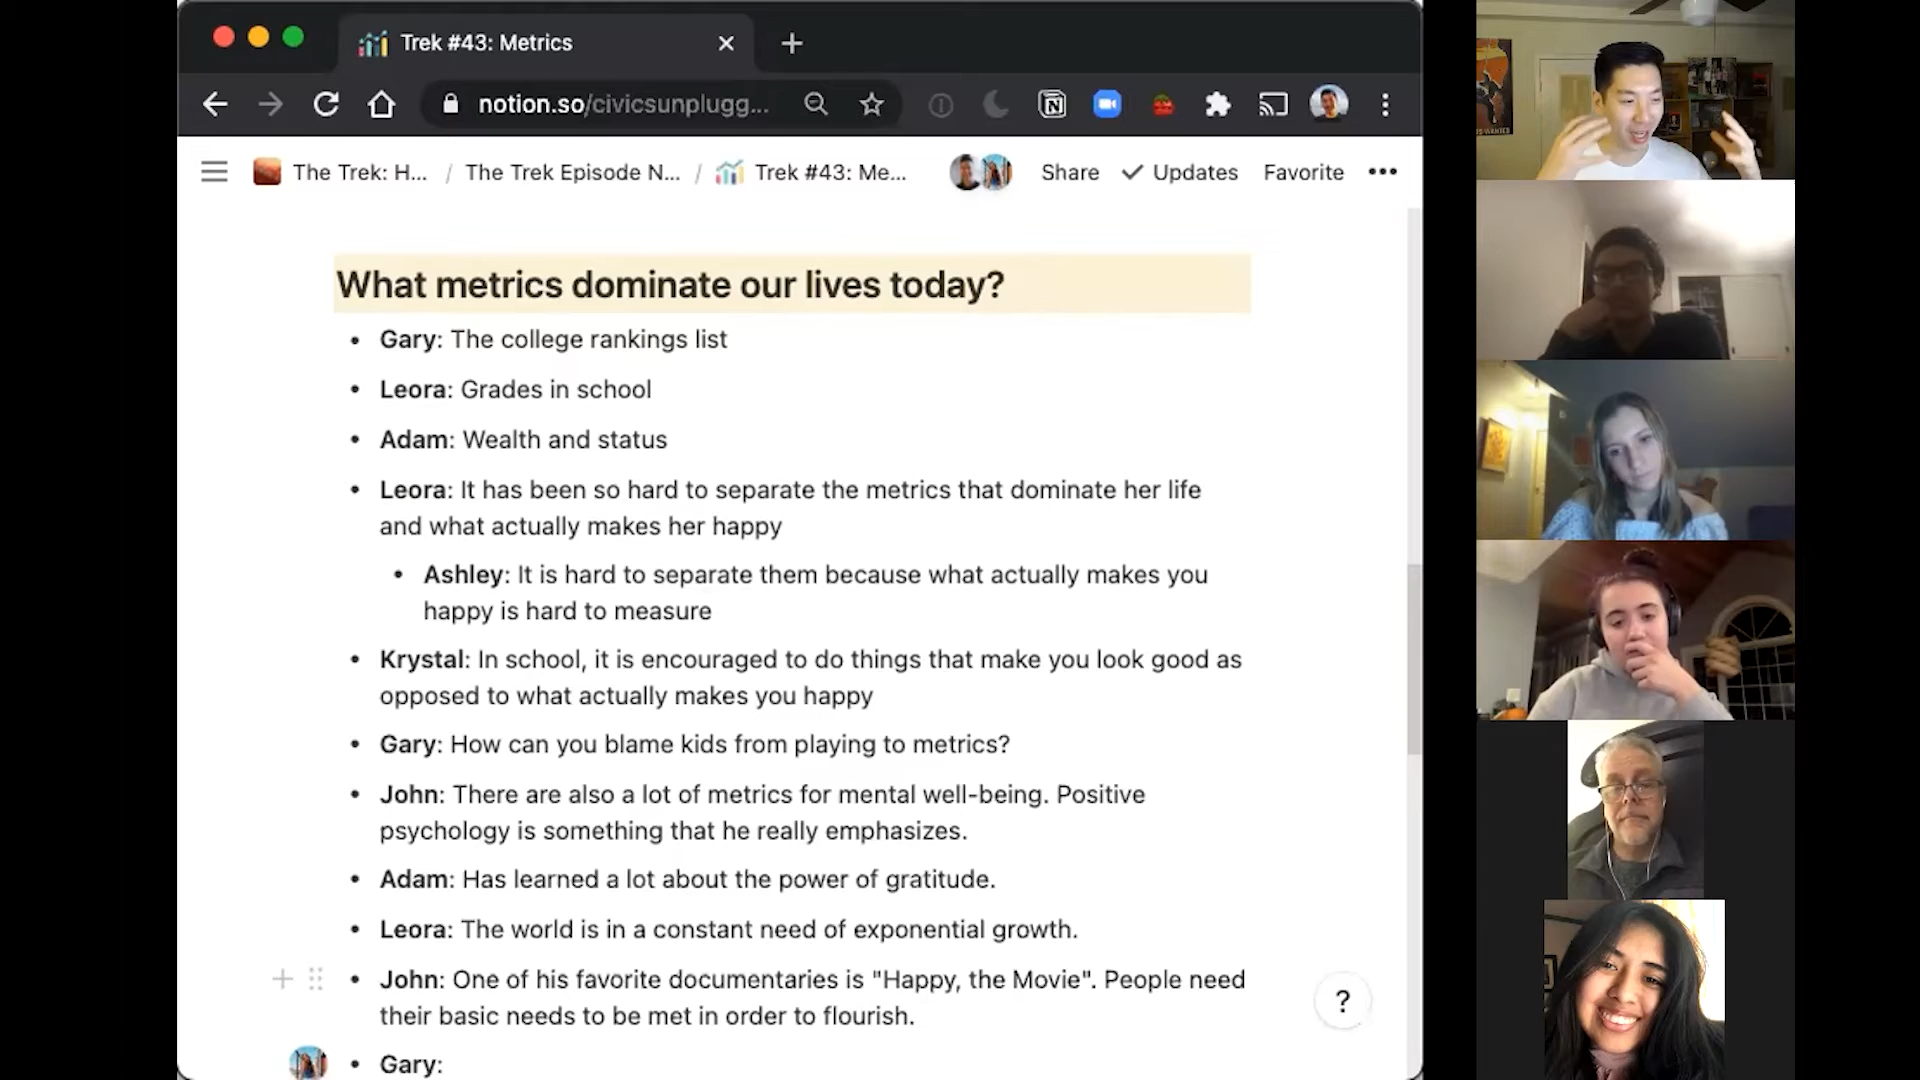 Trek #43: Metrics
notion.so/civicsunplugg...
The Trek: H... / The Trek Episode N... / Trek #43: Me... Share Updates Favorite
What metrics dominate our lives today?
• Gary: The college rankings list
• Leora: Grades in school
• Adam: Wealth and status
• Leora: It has been so hard to separate the metrics that dominate her life
and what actually makes her happy
• Ashley: It is hard to separate them because what actually makes you
happy is hard to measure
• Krystal: In school, it is encouraged to do things that make you look good as
opposed to what actually makes you happy
• Gary: How can you blame kids from playing to metrics?
• John: There are also a lot of metrics for mental well-being. Positive
psychology is something that he really emphasizes.
• Adam: Has learned a lot about the power of gratitude.
• Leora: The world is in a constant need of exponential growth.
• John: One of his favorite documentaries is "Happy, the Movie". People need
their basic needs to be met in order to flourish.
?
• Gary: